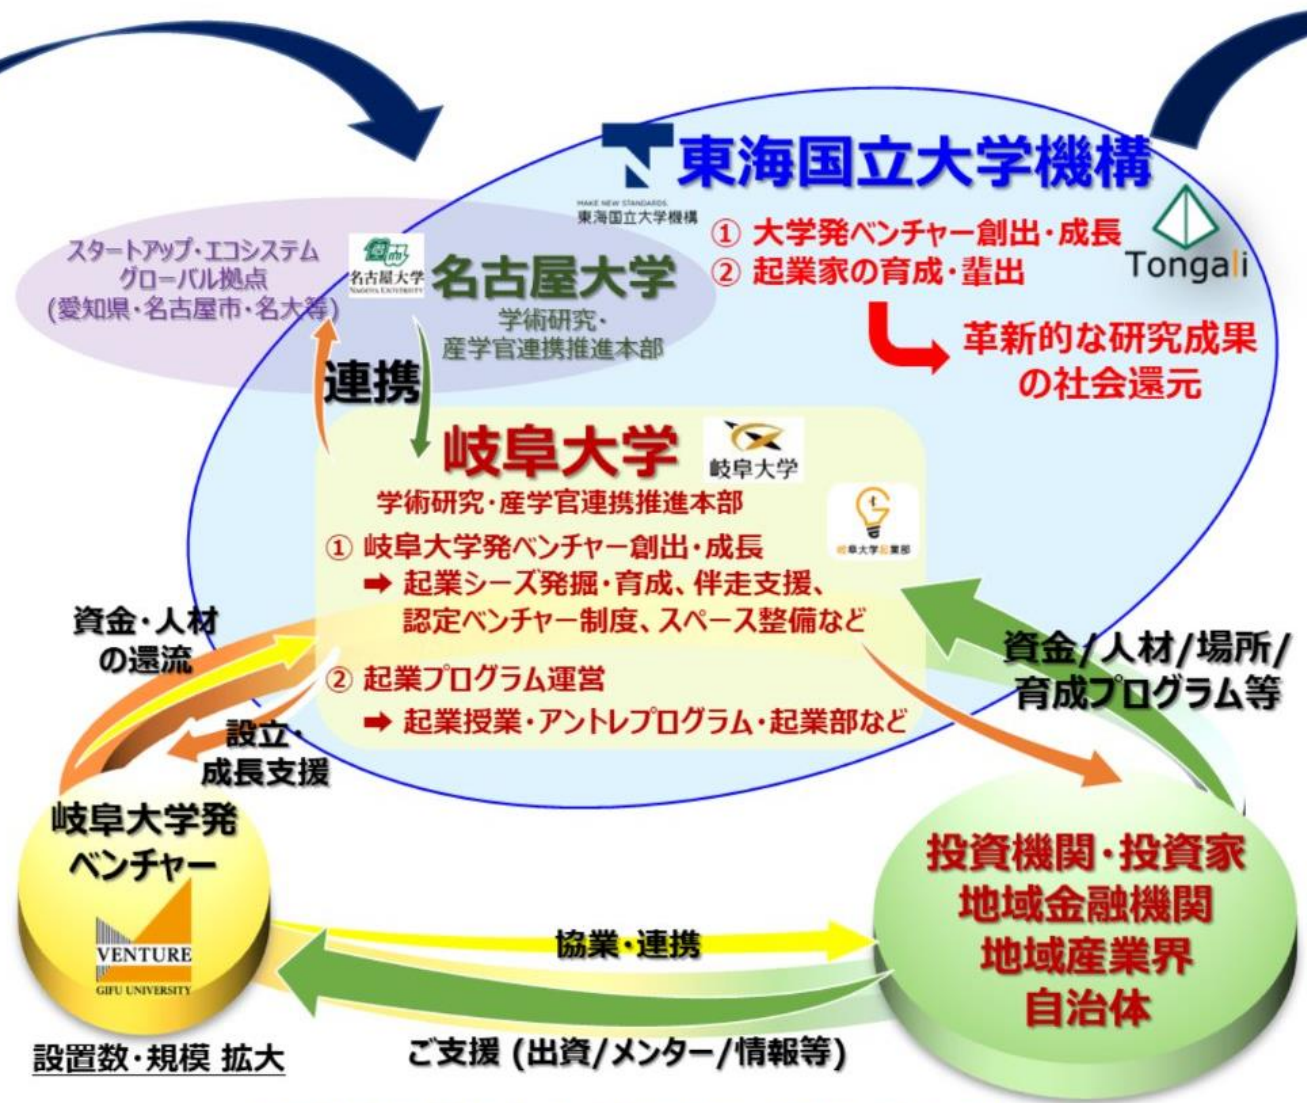 東海国立大学機構
MAKE NEW STANDARDS.
東海国立大学機構
① 大学発ベンチャー創出・成長
② 起業家の育成・輩出
Tongali
革新的な研究成果
の社会還元
スタートアップ・エコシステム
グローバル拠点
(愛知県・名古屋市・名大等)
名古屋大学
NAGOYA UNIVERSITY
名古屋大学
学術研究・
産学官連携推進本部
連携
岐阜大学
岐阜大学
学術研究・産学官連携推進本部
岐阜大学起業部
① 岐阜大学発ベンチャー創出・成長
➡ 起業シーズ発掘・育成、伴走支援、
認定ベンチャー制度、スペース整備など
② 起業プログラム運営
➡ 起業授業・アントレプログラム・起業部など
資金・人材
の還流
設立・
成長支援
資金/人材/場所/
育成プログラム等
岐阜大学発
ベンチャー
VENTURE
GIFU UNIVERSITY
設置数・規模 拡大
協業・連携
ご支援 (出資/メンター/情報等)
投資機関・投資家
地域金融機関
地域産業界
自治体